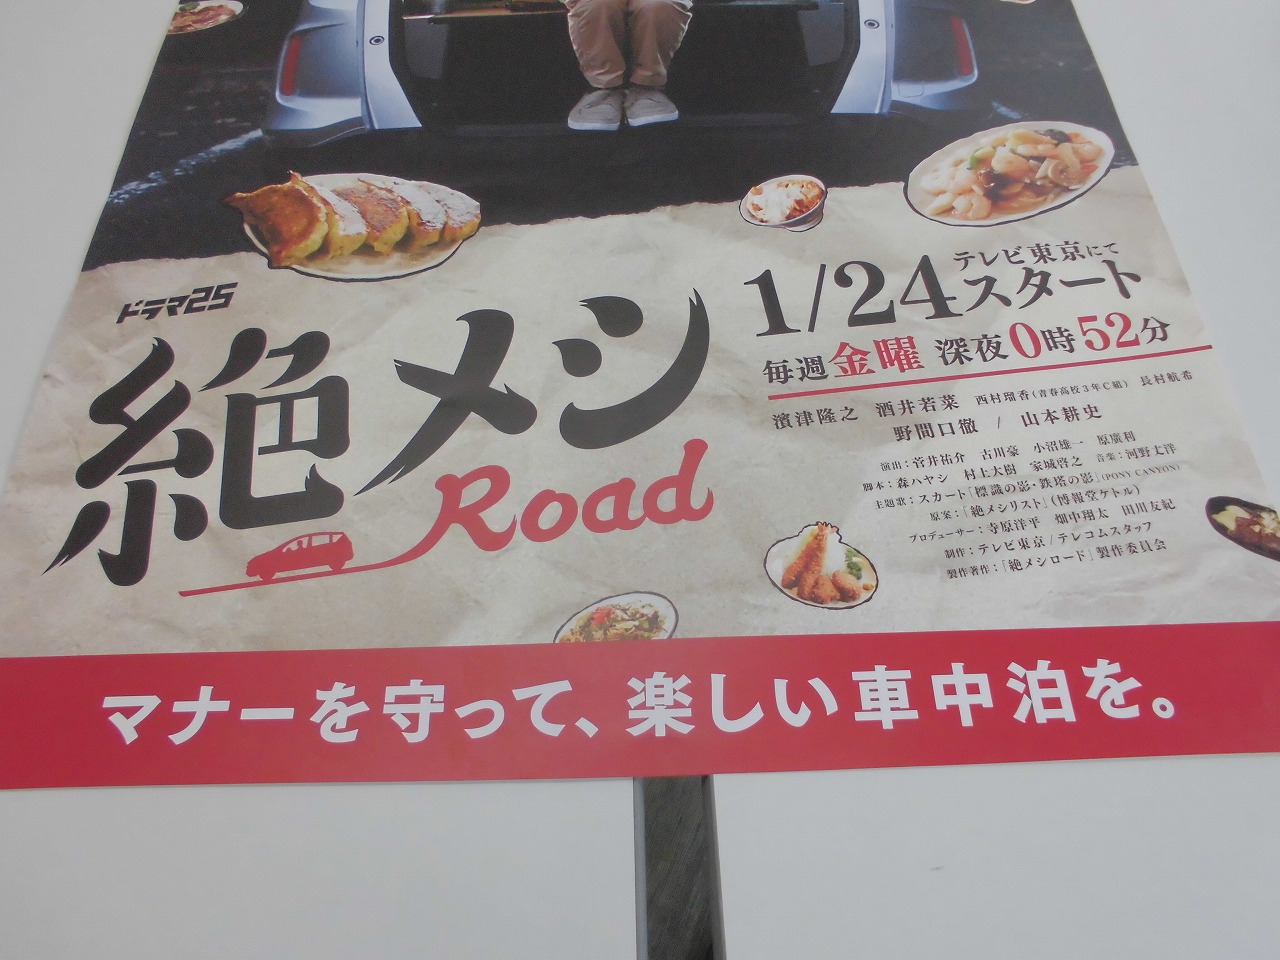 ドラマ25
絶メシ
Road
1/24 テレビ東京にて
スタート
毎週金曜 深夜0時52分
濱津隆之 酒井若菜 西村瑠香(青春高校3年C組) 長村航希
野間口徹 / 山本耕史
演出：菅井祐介 古川豪 小沼雄一 原廣利
脚本：森ハヤシ 村上大樹 家城啓之 音楽：河野丈洋
主題歌：スカート「標識の影・鉄塔の影」(PONY CANYON)
原案：「絶メシリスト」(博報堂ケトル)
プロデューサー：寺原洋平 畑中翔太 田川友紀
制作：テレビ東京/テレコムスタッフ
製作著作：「絶メシロード」製作委員会
マナーを守って、楽しい車中泊を。